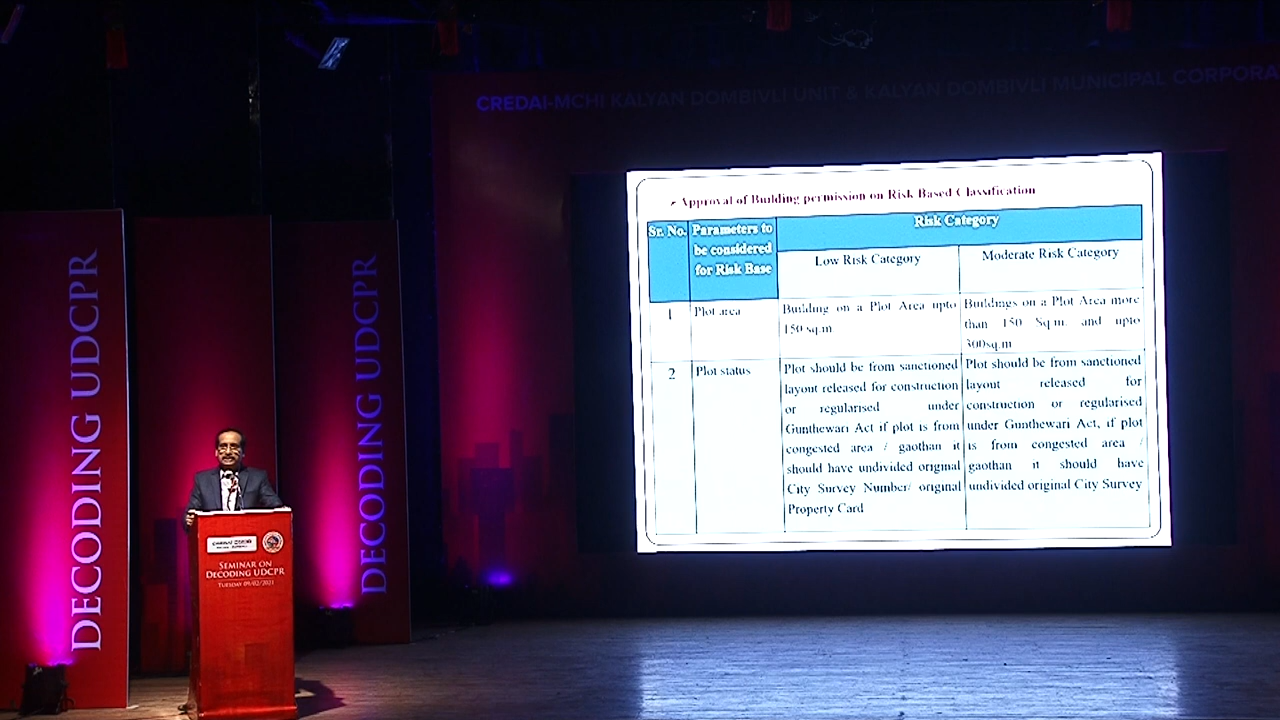 CREDAI-MCHI KALYAN DOMBIVLI UNIT & KALYAN DOMBIVLI MUNICIPAL CORPORA
DECODING UDCPR
DECODING UDCPR
SEMINAR ON
DECODING UDCPR
TUESDAY 09/02/2021
➤ Approval of Building permission on Risk Based Classification
Sr. No.
Parameters to
be considered
for Risk Base
Risk Category
Low Risk Category
Moderate Risk Category
1
Plot area
Building on a Plot Area upto
150 sq.m
Buildings on a Plot Area more
than 150 Sq.m. and upto
300sq.m
2
Plot status
Plot should be from sanctioned
layout released for construction
or regularised under
Gunthewari Act if plot is from
congested area / gaothan it
should have undivided original
City Survey Number/ original
Property Card
Plot should be from sanctioned
layout released for
construction or regularised
under Gunthewari Act, if plot
is from congested area /
gaothan it should have
undivided original City Survey